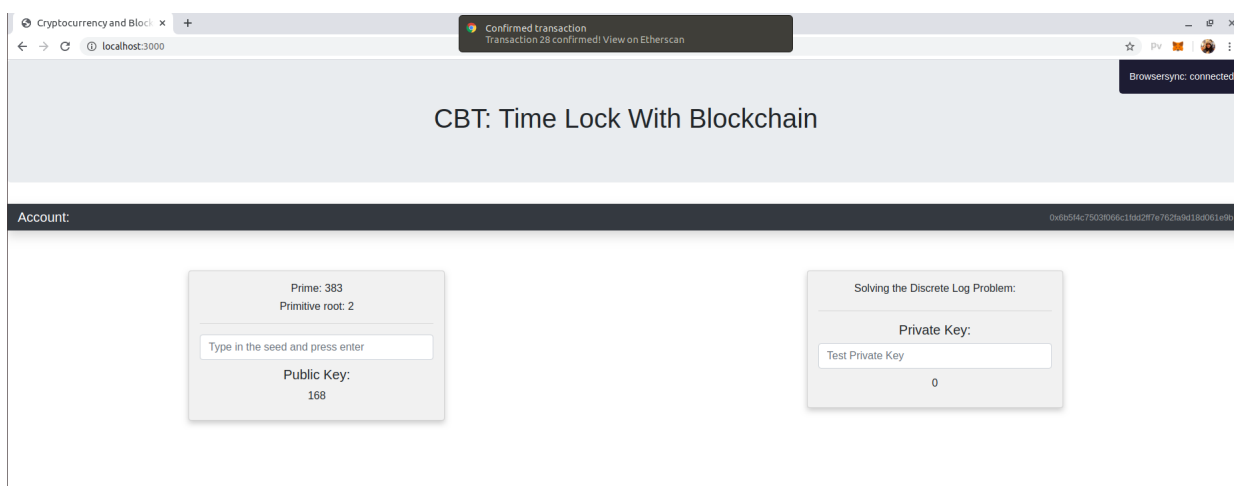 Cryptocurrency and Block
Confirmed transaction
Transaction 28 confirmed! View on Etherscan
localhost:3000
PV
Browsersync: connected
CBT: Time Lock With Blockchain
Account:
0x6b5f4c7503f066c1fdd2ff7e762fa9d18d061e9b
Prime: 383
Primitive root: 2
Type in the seed and press enter
Public Key:
168
Solving the Discrete Log Problem:
Private Key:
Test Private Key
0